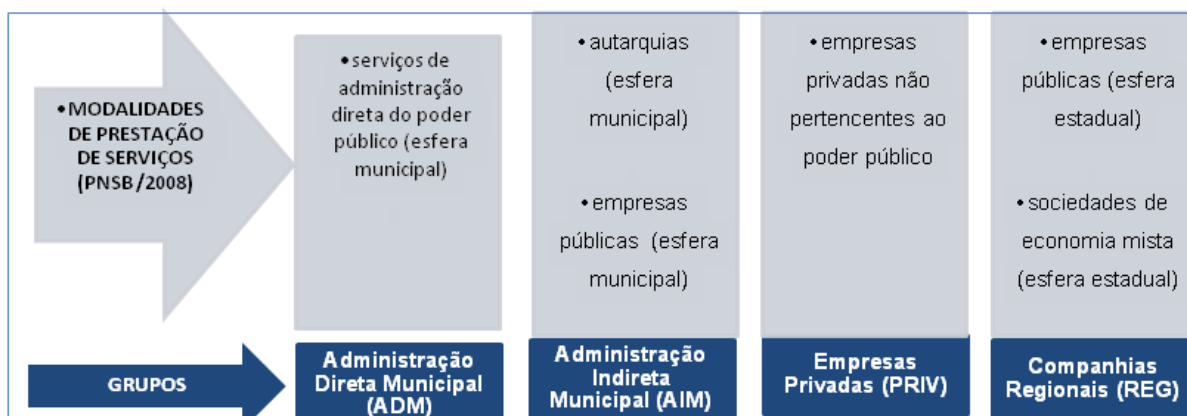 •MODALIDADES
DE PRESTAÇÃO
DE SERVIÇOS
(PNSB/2008)
•serviços de
administração
direta do poder
público (esfera
municipal)
•autarquias
(esfera
municipal)
•empresas
públicas (esfera
municipal)
•empresas
privadas não
pertencentes ao
poder público
•empresas
públicas (esfera
estadual)
•sociedades de
economia mista
(esfera estadual)
GRUPOS
Administração
Direta Municipal
(ADM)
Administração
Indireta
Municipal (AIM)
Empresas
Privadas (PRIV)
Companhias
Regionais (REG)